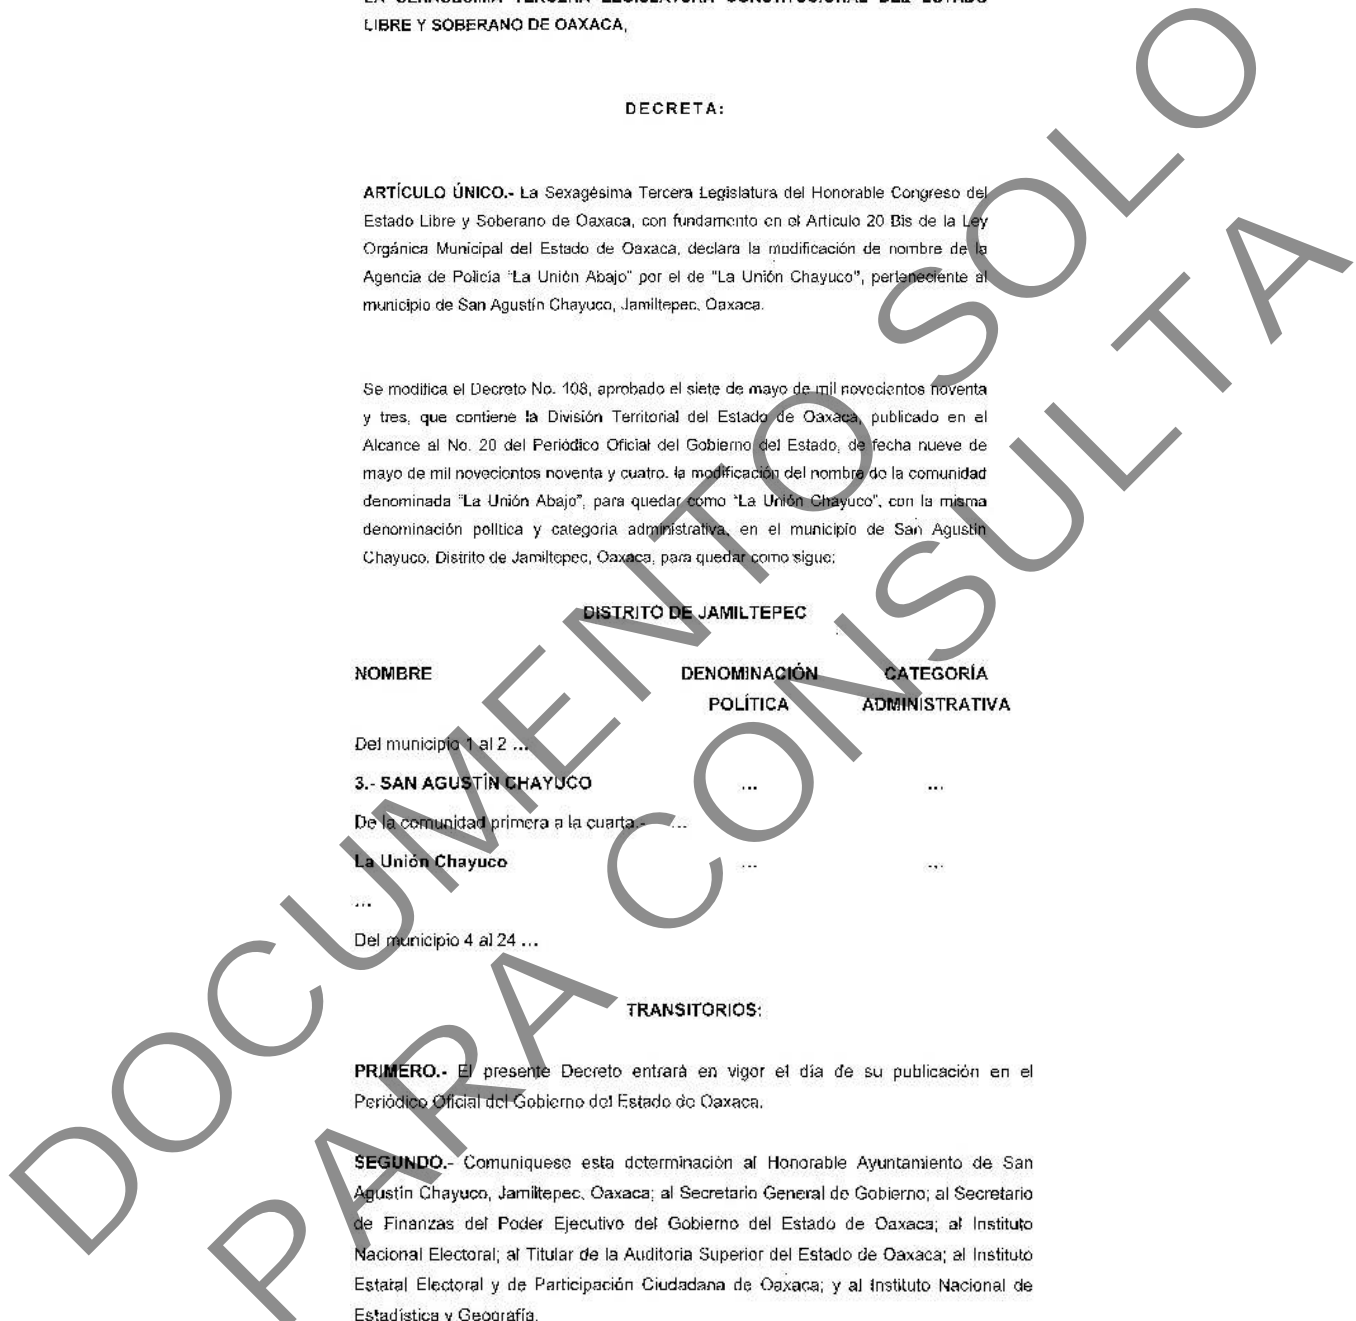 LA SEXAGÉSIMA TERCERA LEGISLATURA CONSTITUCIONAL DEL ESTADO
LIBRE Y SOBERANO DE OAXACA,
DECRETA:
ARTÍCULO ÚNICO.- La Sexagésima Tercera Legislatura del Honorable Congreso del
Estado Libre y Soberano de Oaxaca, con fundamento en el Artículo 20 Bis de la Ley
Orgánica Municipal del Estado de Oaxaca, declara la modificación de nombre de la
Agencia de Policía "La Unión Abajo" por el de "La Unión Chayuco", perteneciente al
municipio de San Agustín Chayuco, Jamiltepec, Oaxaca.
Se modifica el Decreto No. 108, aprobado el siete de mayo de mil novecientos noventa
y tres, que contiene la División Territorial del Estado de Oaxaca, publicado en el
Alcance al No. 20 del Periódico Oficial del Gobierno del Estado, de fecha nueve de
mayo de mil novecientos noventa y cuatro. la modificación del nombre de la comunidad
denominada "La Unión Abajo", para quedar como "La Unión Chayuco", con la misma
denominación política y categoría administrativa, en el municipio de San Agustín
Chayuco, Distrito de Jamiltepec, Oaxaca, para quedar como sigue:
DISTRITO DE JAMILTEPEC
NOMBRE DENOMINACIÓN CATEGORÍA
POLÍTICA ADMINISTRATIVA
Del municipio 1 al 2 ...
3.- SAN AGUSTÍN CHAYUCO ... ...
De la comunidad primera a la cuarta.- ...
La Unión Chayuco ... ...
...
Del municipio 4 al 24 ...
TRANSITORIOS:
PRIMERO.- El presente Decreto entrará en vigor el día de su publicación en el
Periódico Oficial del Gobierno del Estado de Oaxaca.
SEGUNDO.- Comuníquese esta determinación al Honorable Ayuntamiento de San
Agustín Chayuco, Jamiltepec, Oaxaca; al Secretario General de Gobierno; al Secretario
de Finanzas del Poder Ejecutivo del Gobierno del Estado de Oaxaca; al Instituto
Nacional Electoral; al Titular de la Auditoria Superior del Estado de Oaxaca; al Instituto
Estatal Electoral y de Participación Ciudadana de Oaxaca; y al Instituto Nacional de
Estadística y Geografía.
DOCUMENTO SOLO
PARA CONSULTA